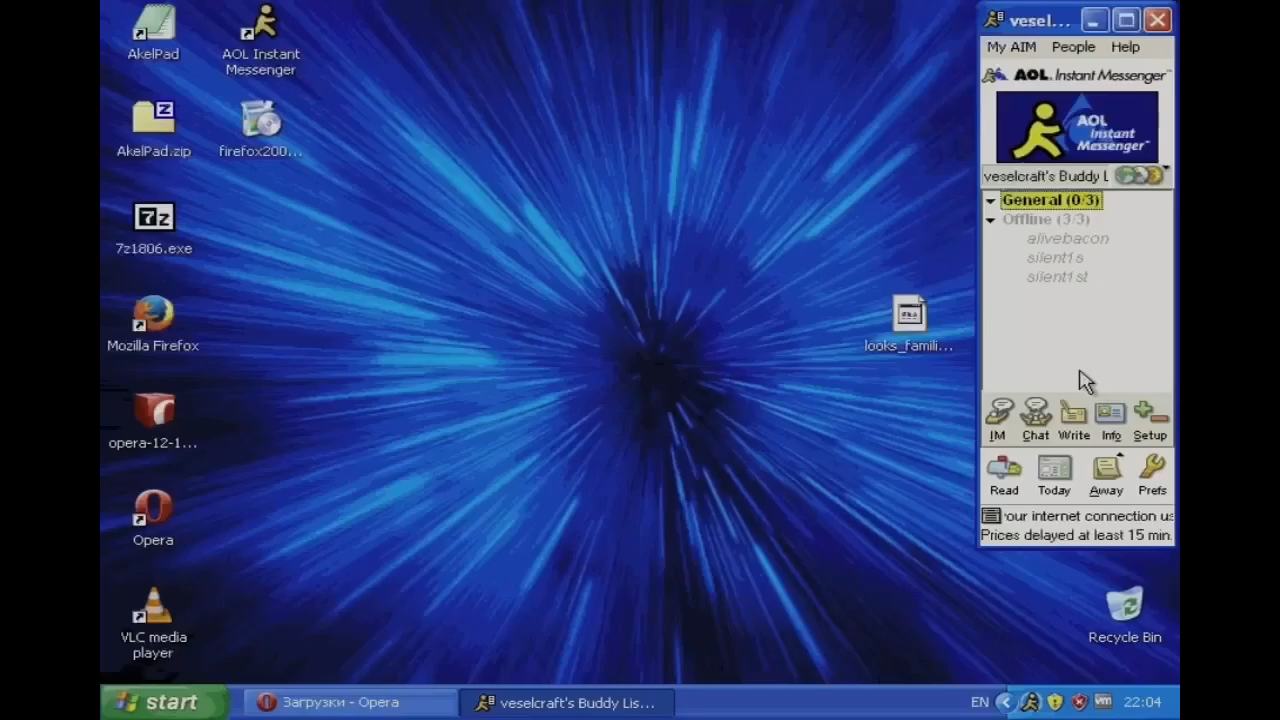 AkelPad
AOL Instant
Messenger
AkelPad.zip
firefox200...
7z
7z1806.exe
Mozilla Firefox
opera-12-1...
Opera
VLC media
player
looks_famili...
Recycle Bin
vesel...
My AIM People Help
AOL Instant Messenger™
AOL
Instant
Messenger™
veselcraft's Buddy L
General (0/3)
Offline (3/3)
alivebacon
silent1s
silent1st
IM Chat Write Info Setup
Read Today Away Prefs
our internet connection us
Prices delayed at least 15 min.
start
Загрузки - Opera
veselcraft's Buddy Lis...
EN
22:04